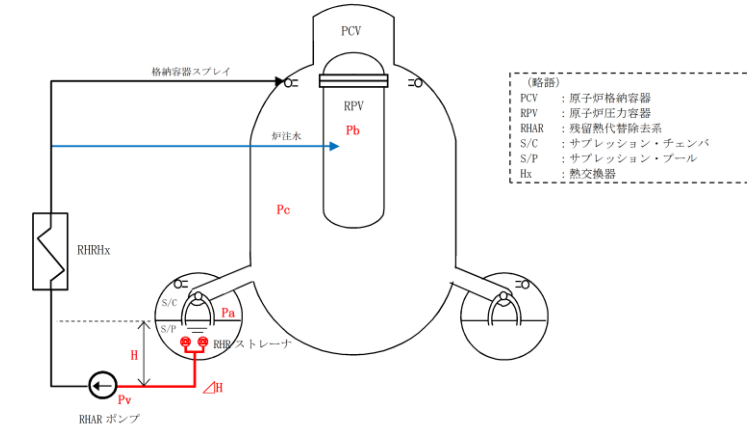 PCV
格納容器スプレイ
RPV
Pb
炉注水
Pc
RHRHx
S/C
Pa
S/P
RHR ストレーナ
H
⊿H
Pv
RHAR ポンプ
(略語)
PCV :原子炉格納容器
RPV :原子炉圧力容器
RHAR :残留熱代替除去系
S/C :サプレッション・チェンバ
S/P :サプレッション・プール
Hx :熱交換器